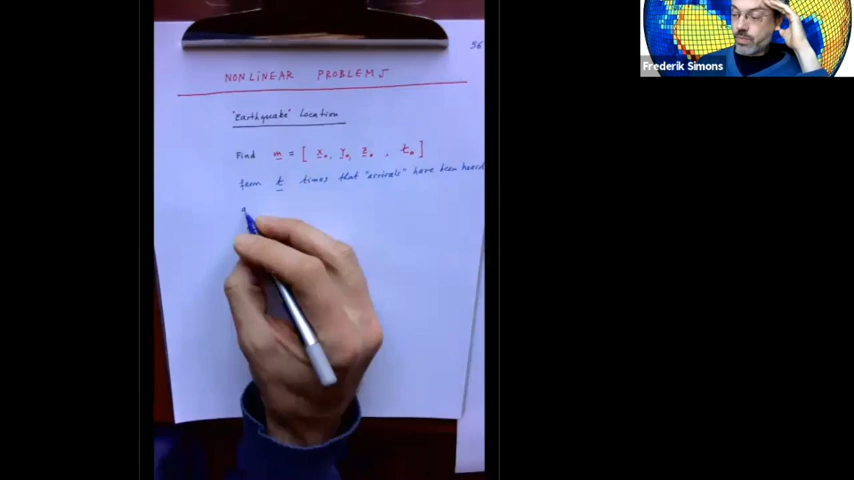 56
NONLINEAR PROBLEMS
"Earthquake" Location
Find m = [ x₀, y₀, z₀ , t₀ ]
from t times that "arrivals" have been heard
Frederik Simons